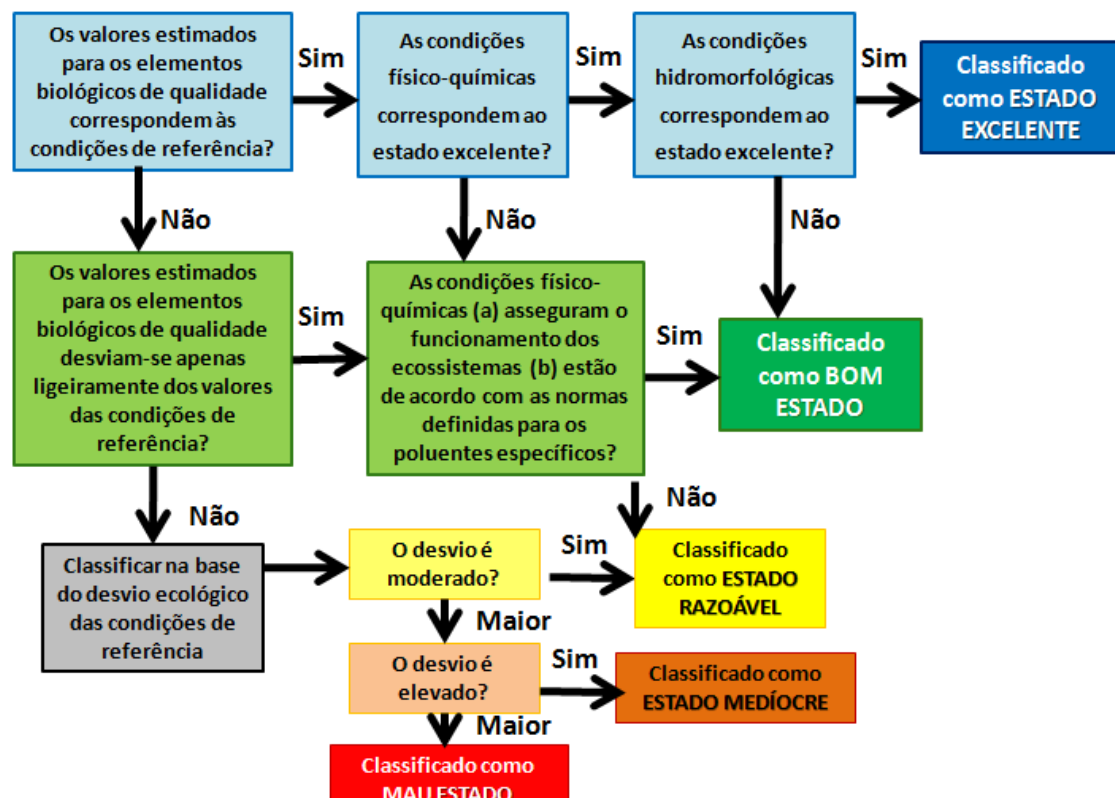 Os valores estimados
para os elementos
biológicos de qualidade
correspondem às
condições de referência?
Sim
As condições
físico-químicas
correspondem ao
estado excelente?
Sim
As condições
hidromorfológicas
correspondem ao
estado excelente?
Sim
Classificado
como ESTADO
EXCELENTE
Não
Não
Não
Os valores estimados
para os elementos
biológicos de qualidade
desviam-se apenas
ligeiramente dos valores
das condições de
referência?
Sim
As condições físico-
químicas (a) asseguram o
funcionamento dos
ecossistemas (b) estão
de acordo com as normas
definidas para os
poluentes específicos?
Sim
Classificado
como BOM
ESTADO
Não
Não
Classificar na base
do desvio ecológico
das condições de
referência
O desvio é
moderado?
Sim
Classificado
como ESTADO
RAZOÁVEL
Maior
O desvio é
elevado?
Sim
Classificado como
ESTADO MEDÍOCRE
Maior
Classificado como
MAU ESTADO